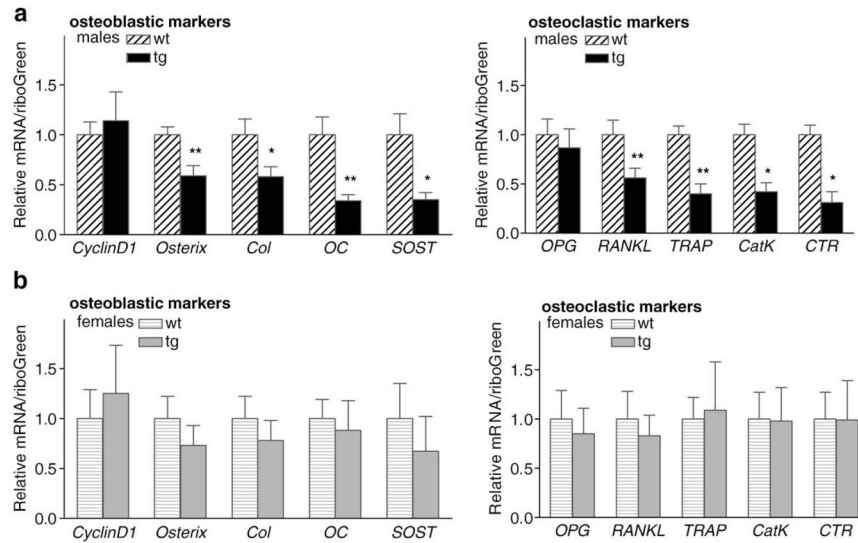 a
osteoblastic markers
males
wt
tg
Relative mRNA/riboGreen
1.5
1.0
0.5
0.0
**
*
**
*
CyclinD1 Osterix Col OC SOST
osteoclastic markers
males
wt
tg
Relative mRNA/riboGreen
1.5
1.0
0.5
0.0
**
**
*
*
OPG RANKL TRAP CatK CTR
b
osteoblastic markers
females
wt
tg
Relative mRNA/riboGreen
1.5
1.0
0.5
0.0
CyclinD1 Osterix Col OC SOST
osteoclastic markers
females
wt
tg
Relative mRNA/riboGreen
1.5
1.0
0.5
0.0
OPG RANKL TRAP CatK CTR